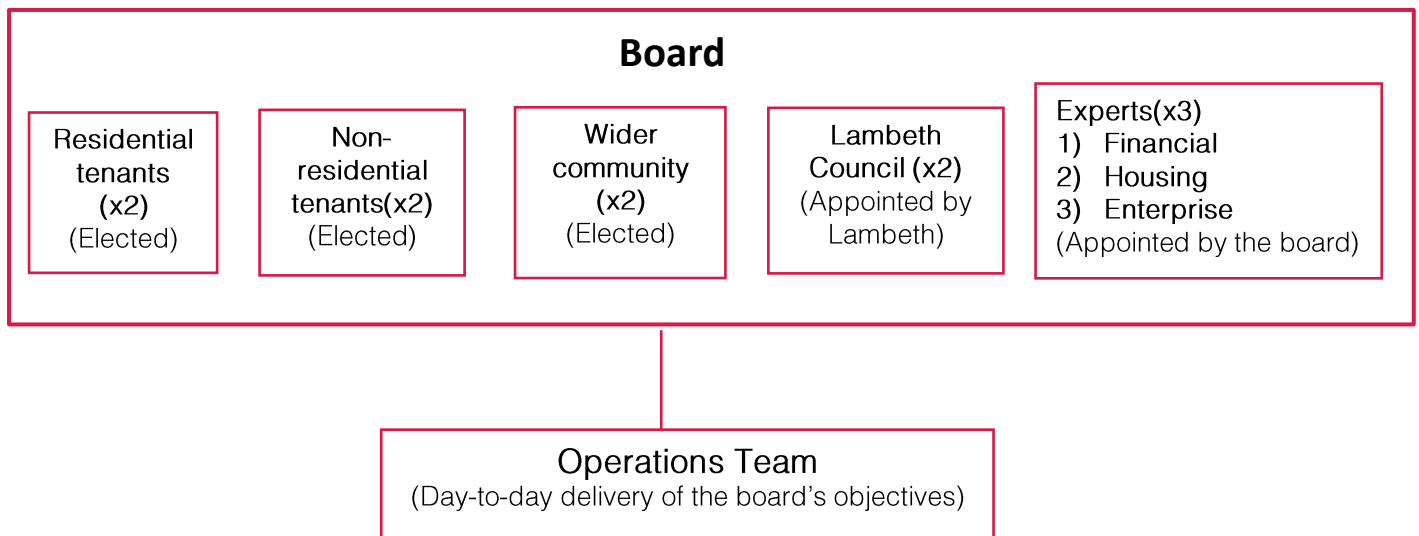 Board
Residential
tenants
(x2)
(Elected)
Non-
residential
tenants(x2)
(Elected)
Wider
community
(x2)
(Elected)
Lambeth
Council (x2)
(Appointed by
Lambeth)
Experts(x3)
1) Financial
2) Housing
3) Enterprise
(Appointed by the board)
Operations Team
(Day-to-day delivery of the board’s objectives)